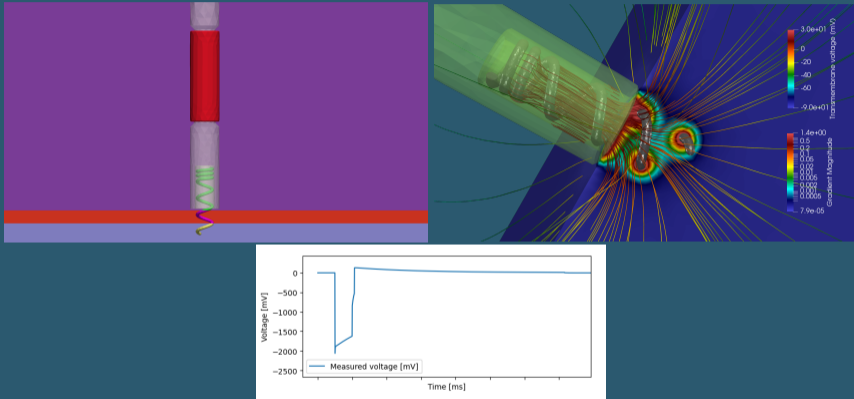 Transmembrane voltage (mV)
3.0e+01
0
-20
-40
-60
-9.0e+01
Gradient Magnitude
1.4e+00
0.5
0.2
0.1
0.05
0.02
0.01
0.005
0.002
0.001
0.0005
7.9e-05
Voltage [mV]
0
−500
−1000
−1500
−2000
−2500
Measured voltage [mV]
Time [ms]